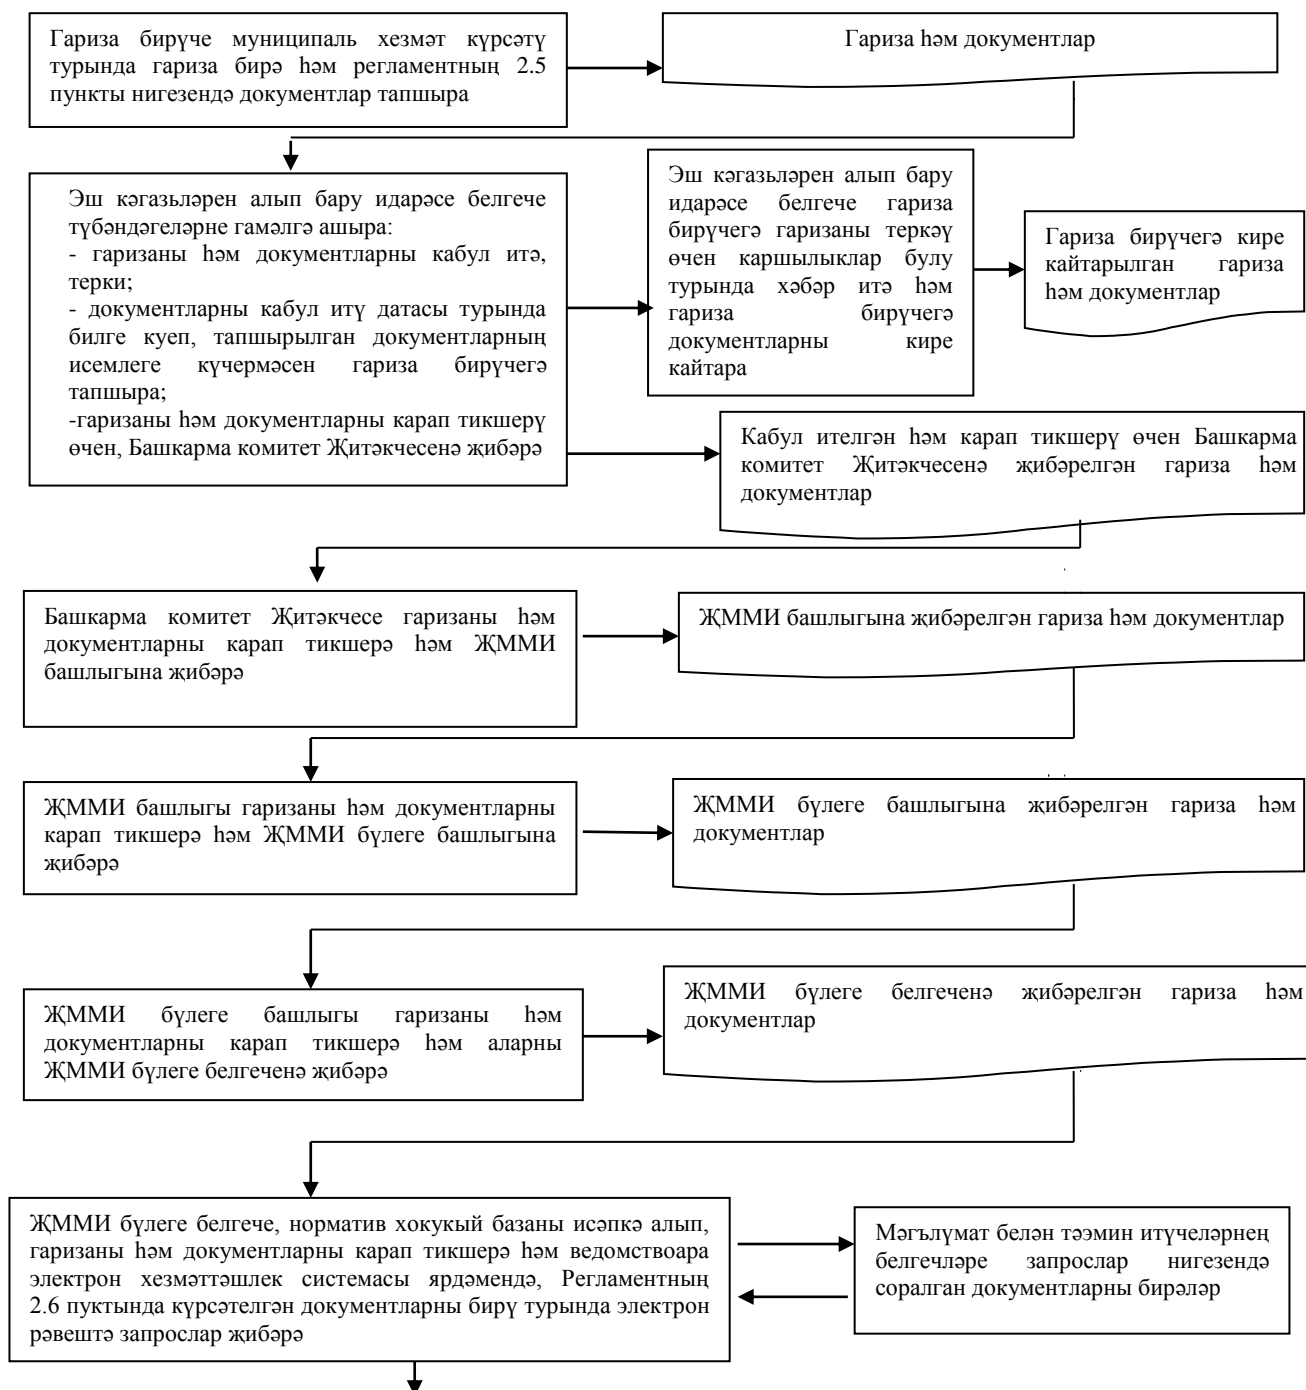 Гариза бирүче муниципаль хезмәт күрсәтү
турында гариза бирә һәм регламентның 2.5
пункты нигезендә документлар тапшыра
Гариза һәм документлар
Эш кәгазьләрен алып бару идарәсе белгече
түбәндәгеләрне гамәлгә ашыра:
- гаризаны һәм документларны кабул итә,
терки;
- документларны кабул итү датасы турында
билге куеп, тапшырылган документларның
исемлеге күчермәсен гариза бирүчегә
тапшыра;
-гаризаны һәм документларны карап тикшерү
өчен, Башкарма комитет Җитәкчесенә җибәрә
Эш кәгазьләрен алып бару
идарәсе белгече гариза
бирүчегә гаризаны теркәү
өчен каршылыклар булу
турында хәбәр итә һәм
гариза бирүчегә
документларны кире
кайтара
Гариза бирүчегә кире
кайтарылган гариза
һәм документлар
Кабул ителгән һәм карап тикшерү өчен Башкарма
комитет Җитәкчесенә җибәрелгән гариза һәм
документлар
Башкарма комитет Җитәкчесе гаризаны һәм
документларны карап тикшерә һәм ҖММИ
башлыгына җибәрә
ҖММИ башлыгына җибәрелгән гариза һәм документлар
ҖММИ башлыгы гаризаны һәм документларны
карап тикшерә һәм ҖММИ бүлеге башлыгына
җибәрә
ҖММИ бүлеге башлыгына җибәрелгән гариза һәм
документлар
ҖММИ бүлеге башлыгы гаризаны һәм
документларны карап тикшерә һәм аларны
ҖММИ бүлеге белгеченә җибәрә
ҖММИ бүлеге белгеченә җибәрелгән гариза һәм
документлар
ҖММИ бүлеге белгече, норматив хокукый базаны исәпкә алып,
гаризаны һәм документларны карап тикшерә һәм ведомствоара
электрон хезмәттәшлек системасы ярдәмендә, Регламентның
2.6 пуктында күрсәтелгән документларны бирү турында электрон
рәвештә запрослар җибәрә
Мәгълүмат белән тәэмин итүчеләрнең
белгечләре запрослар нигезендә
соралган документларны бирәләр